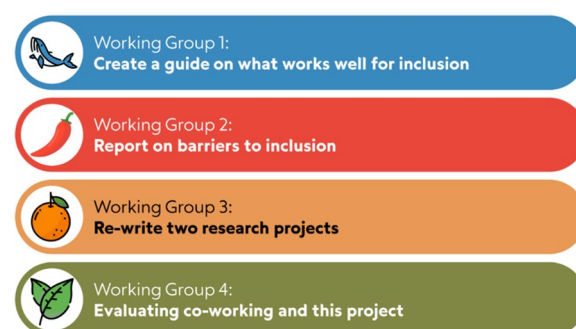 Working Group 1:
Create a guide on what works well for inclusion
Working Group 2:
Report on barriers to inclusion
Working Group 3:
Re-write two research projects
Working Group 4:
Evaluating co-working and this project